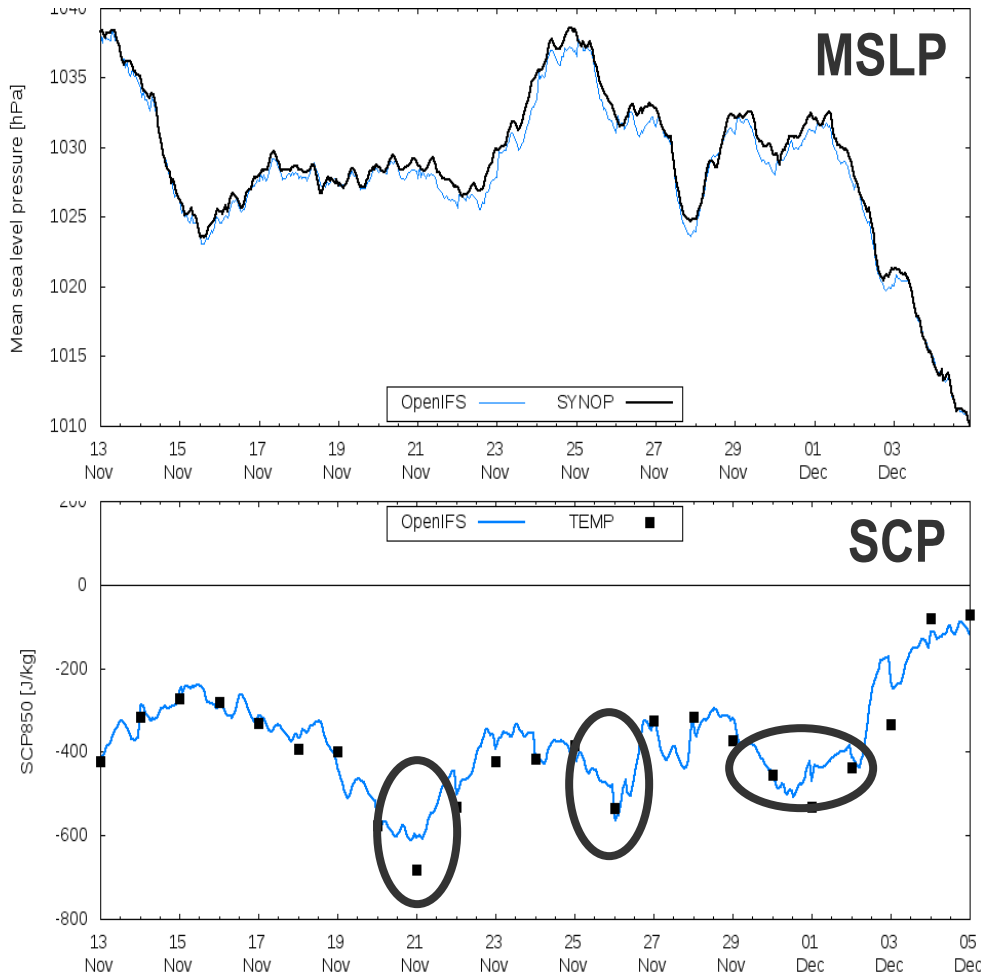 1040
MSLP
1035
1030
1025
1020
1015
1010
Mean sea level pressure [hPa]
OpenIFS SYNOP
13 15 17 19 21 23 25 27 29 01 03
Nov Nov Nov Nov Nov Nov Nov Nov Nov Dec Dec
200
OpenIFS TEMP
SCP
0
-200
-400
-600
-800
SCP850 [J/kg]
13 15 17 19 21 23 25 27 29 01 03 05
Nov Nov Nov Nov Nov Nov Nov Nov Nov Dec Dec Dec